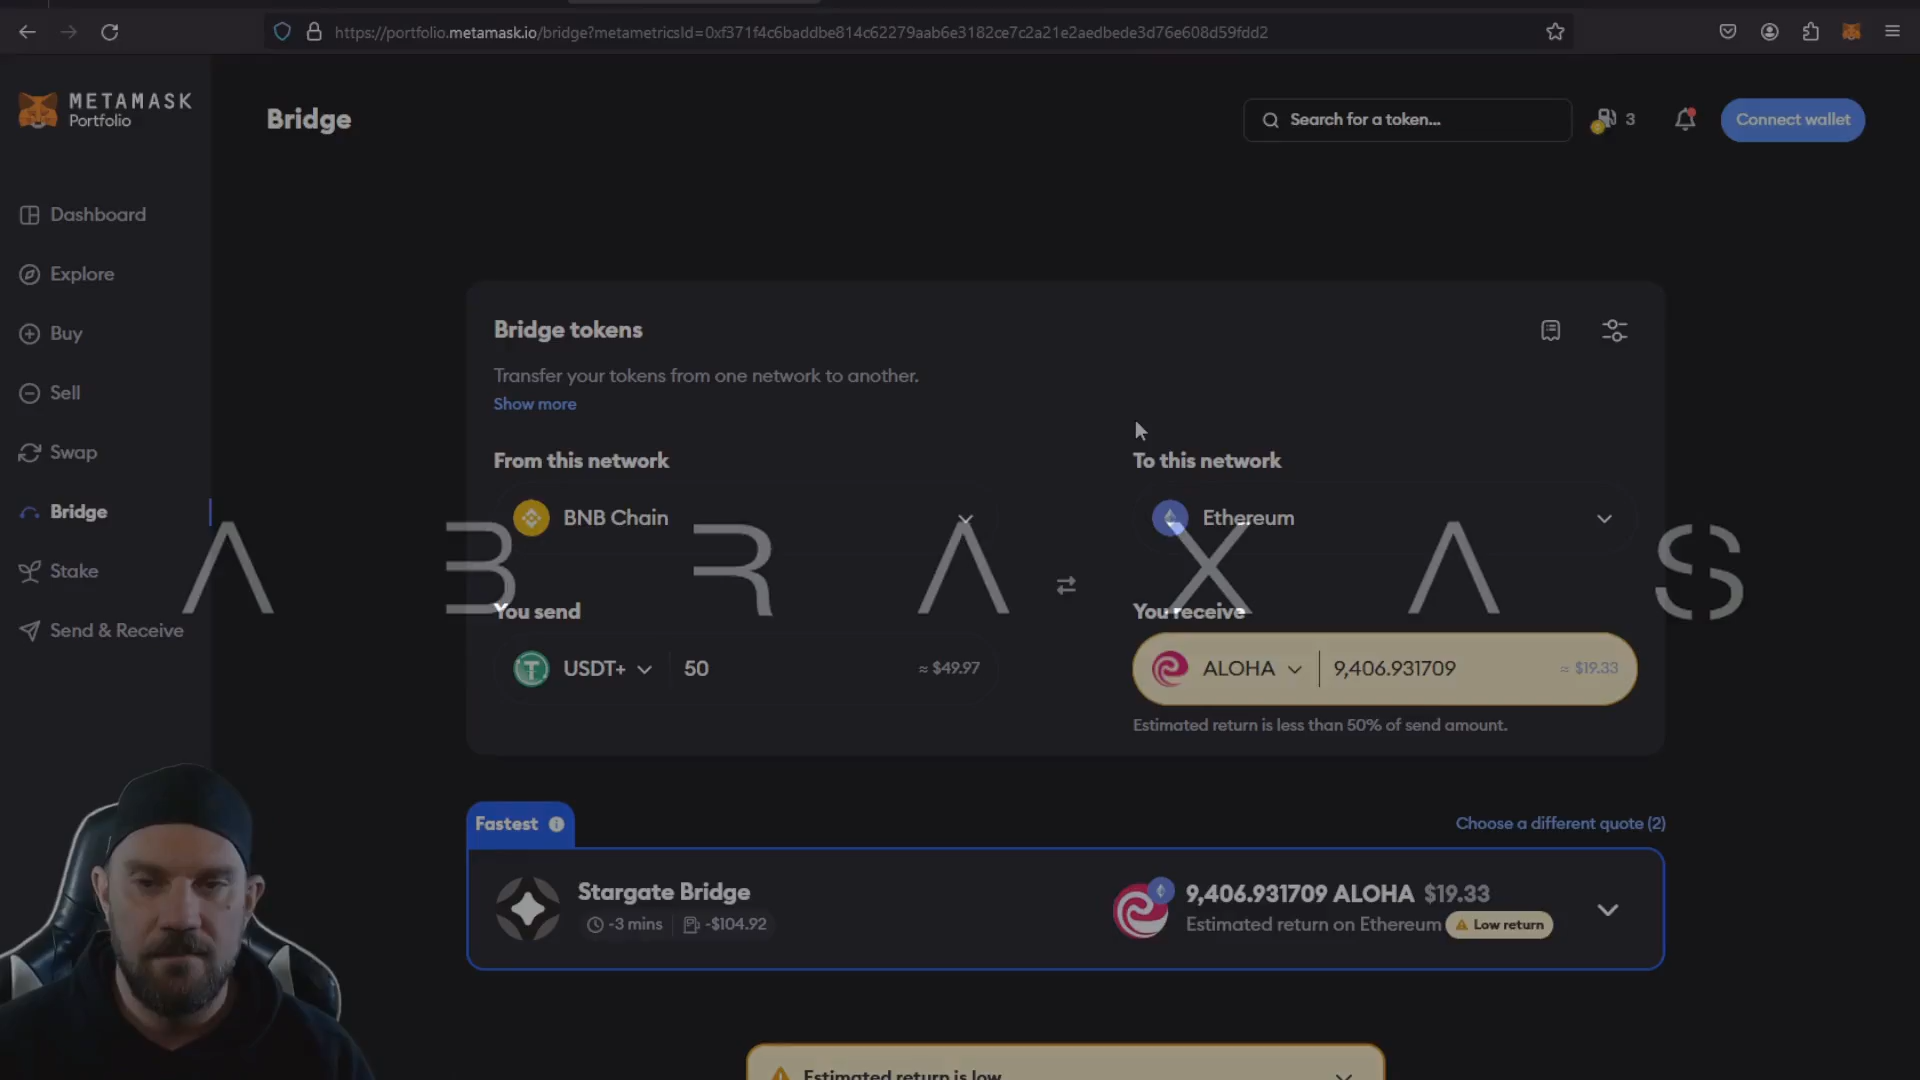 https://portfolio.metamask.io/bridge?metametricsId=0xf371f4c6baddbe814c62279aab6e3182ce7c2a21e2aedbede3d76e608d59fdd2
METAMASK
Portfolio
Bridge
Search for a token...
3
Connect wallet
Dashboard
Explore
Buy
Sell
Swap
Bridge
Stake
Send & Receive
Bridge tokens
Transfer your tokens from one network to another.
Show more
From this network
To this network
BNB Chain
Ethereum
ABRAXAS
You send
You receive
USDT+ 50 ≈ $49.97
ALOHA 9,406.931709 ≈ $19.33
Estimated return is less than 50% of send amount.
Fastest
Choose a different quote (2)
Stargate Bridge
~3 mins ~$104.92
9,406.931709 ALOHA $19.33
Estimated return on Ethereum Low return
Estimated return is low